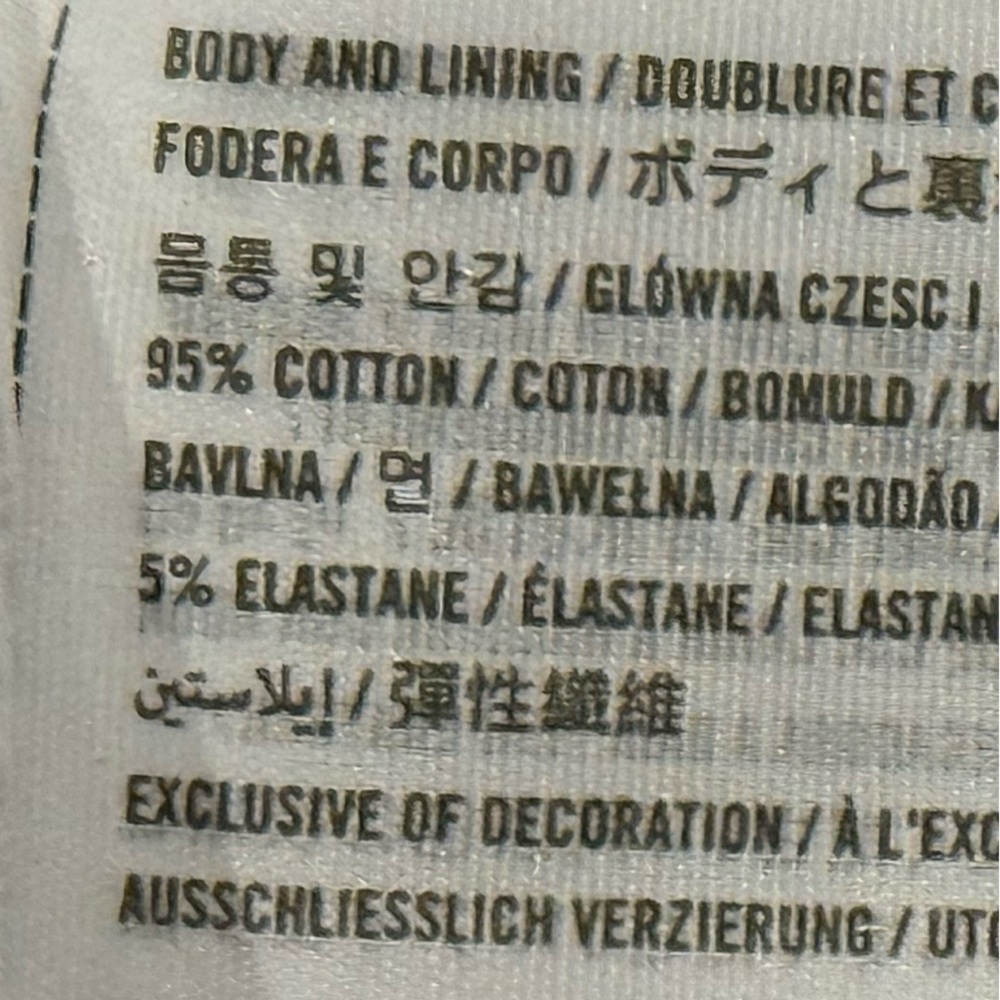 BODY AND LINING / DOUBLURE ET C
FODERA E CORPO / ボディと裏
몸통 및 안감 / GLÓWNA CZESC I
95% COTTON / COTON / BOMULD / K
BAVLNA / 면 / BAWEŁNA / ALGODÃO
5% ELASTANE / ÉLASTANE / ELASTAN
إيلاستين / 彈性纖維
EXCLUSIVE OF DECORATION / À L'EXC
AUSSCHLIESSLICH VERZIERUNG / UTO